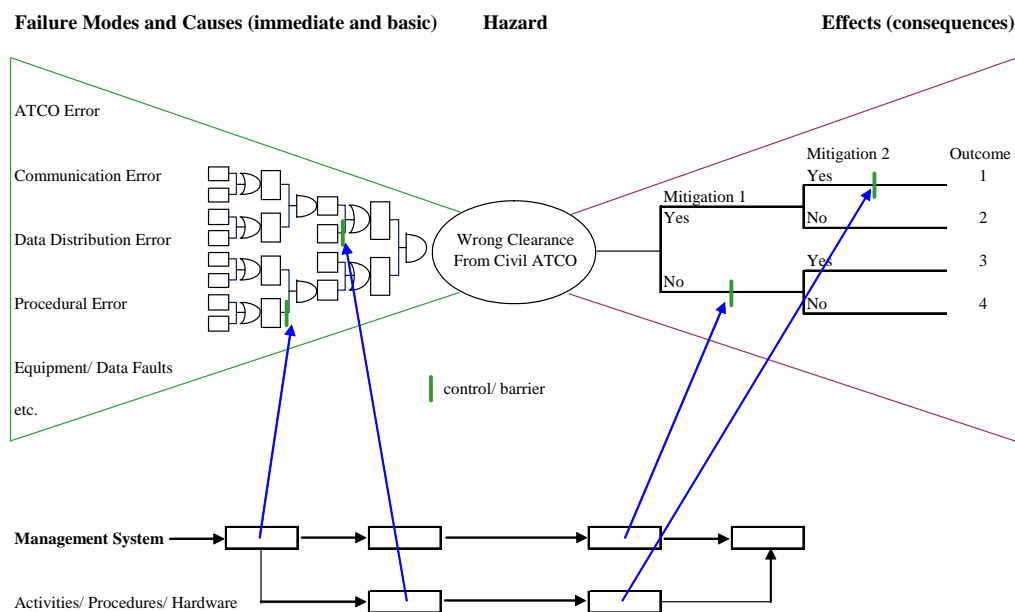 Failure Modes and Causes (immediate and basic)
Hazard
Effects (consequences)
ATCO Error
Communication Error
Data Distribution Error
Procedural Error
Equipment/ Data Faults
etc.
Wrong Clearance
From Civil ATCO
Mitigation 1
Yes
No
Mitigation 2
Yes
No
Yes
No
Outcome
1
2
3
4
control/ barrier
Management System
Activities/ Procedures/ Hardware